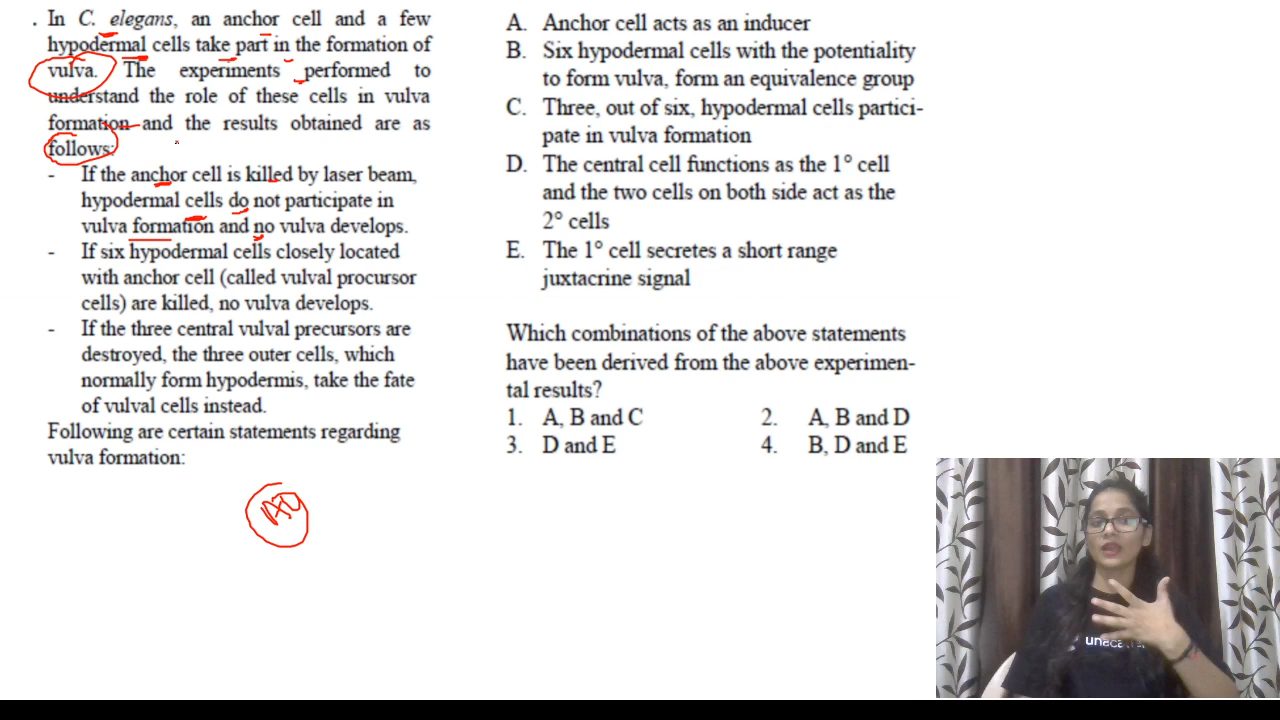 . In C. elegans, an anchor cell and a few
hypodermal cells take part in the formation of
vulva. The experiments performed to
understand the role of these cells in vulva
formation and the results obtained are as
follows:
- If the anchor cell is killed by laser beam,
hypodermal cells do not participate in
vulva formation and no vulva develops.
- If six hypodermal cells closely located
with anchor cell (called vulval procursor
cells) are killed, no vulva develops.
- If the three central vulval precursors are
destroyed, the three outer cells, which
normally form hypodermis, take the fate
of vulval cells instead.
Following are certain statements regarding
vulva formation:
A. Anchor cell acts as an inducer
B. Six hypodermal cells with the potentiality
to form vulva, form an equivalence group
C. Three, out of six, hypodermal cells partici-
pate in vulva formation
D. The central cell functions as the 1° cell
and the two cells on both side act as the
2° cells
E. The 1° cell secretes a short range
juxtacrine signal
Which combinations of the above statements
have been derived from the above experimen-
tal results?
1. A, B and C 2. A, B and D
3. D and E 4. B, D and E